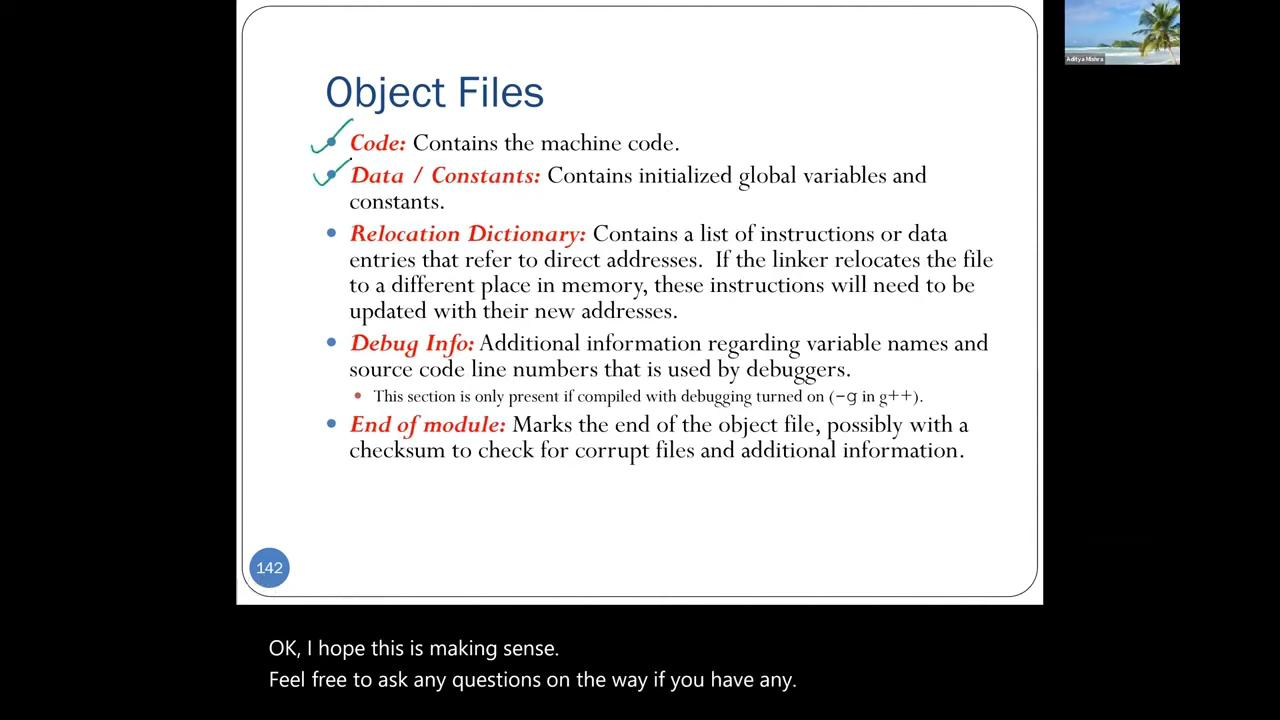 Aditya Mishra
Object Files
Code: Contains the machine code.
Data / Constants: Contains initialized global variables and
constants.
Relocation Dictionary: Contains a list of instructions or data
entries that refer to direct addresses. If the linker relocates the file
to a different place in memory, these instructions will need to be
updated with their new addresses.
Debug Info: Additional information regarding variable names and
source code line numbers that is used by debuggers.
This section is only present if compiled with debugging turned on (-g in g++).
End of module: Marks the end of the object file, possibly with a
checksum to check for corrupt files and additional information.
142
OK, I hope this is making sense.
Feel free to ask any questions on the way if you have any.